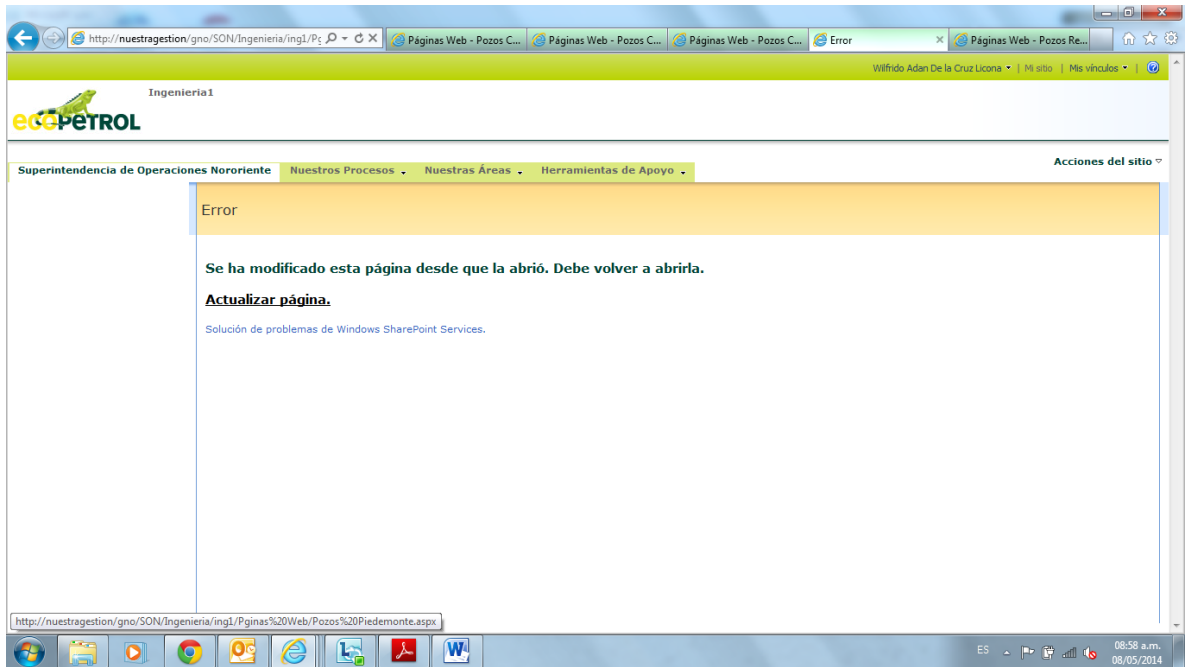 http://nuestragestion/gno/SON/Ingenieria/ing1/Pç
Páginas Web - Pozos C...
Páginas Web - Pozos C...
Páginas Web - Pozos C...
Error
Páginas Web - Pozos Re...
Wilfrido Adan De la Cruz Licona | Mi sitio | Mis vínculos |
Ingenieria1
ecoPETROL
Acciones del sitio
Superintendencia de Operaciones Nororiente Nuestros Procesos Nuestras Áreas Herramientas de Apoyo
Error
Se ha modificado esta página desde que la abrió. Debe volver a abrirla.
Actualizar página.
Solución de problemas de Windows SharePoint Services.
http://nuestragestion/gno/SON/Ingenieria/ing1/Pginas%20Web/Pozos%20Piedemonte.aspx
ES
08:58 a.m.
08/05/2014